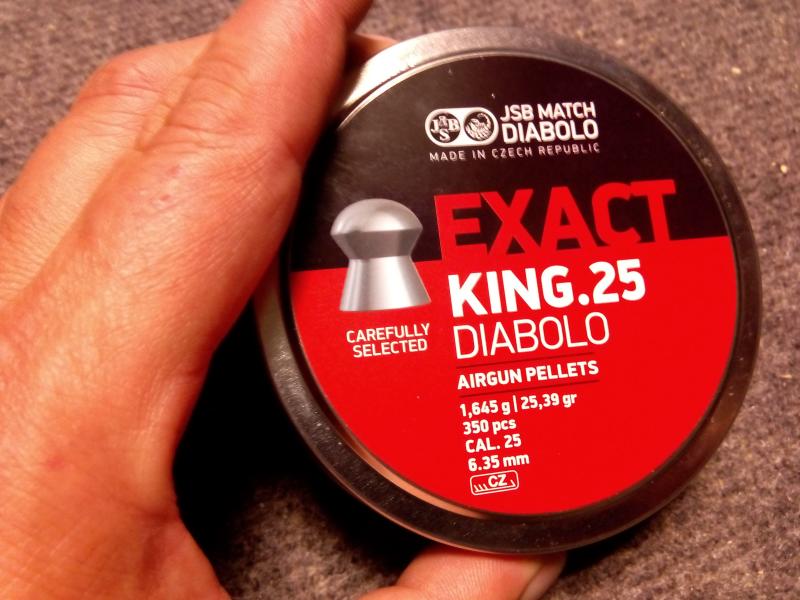 JSB
JSB MATCH
DIABOLO
MADE IN CZECH REPUBLIC
EXACT
KING.25
DIABOLO
CAREFULLY
SELECTED
AIRGUN PELLETS
1,645 g | 25,39 gr
350 pcs
CAL. 25
6.35 mm
CZ